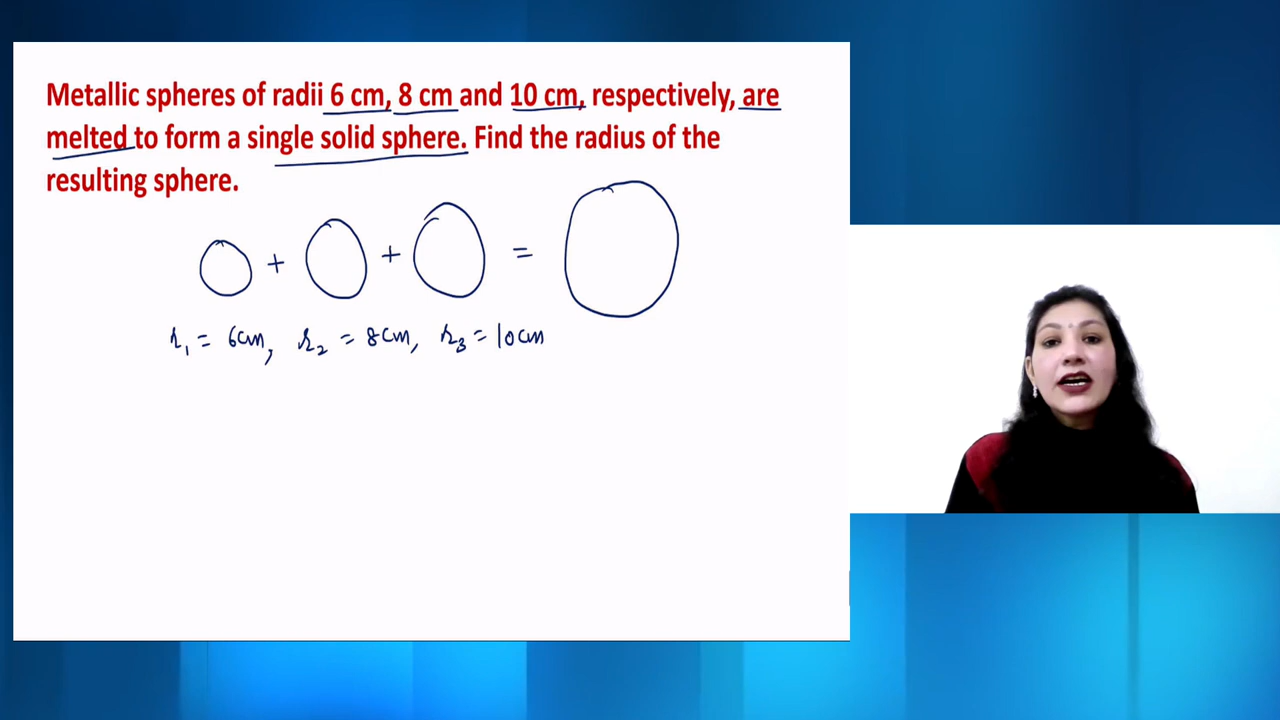 Metallic spheres of radii 6 cm, 8 cm and 10 cm, respectively, are
melted to form a single solid sphere. Find the radius of the
resulting sphere.
+ + =
r₁ = 6cm, r₂ = 8cm, r₃ = 10cm